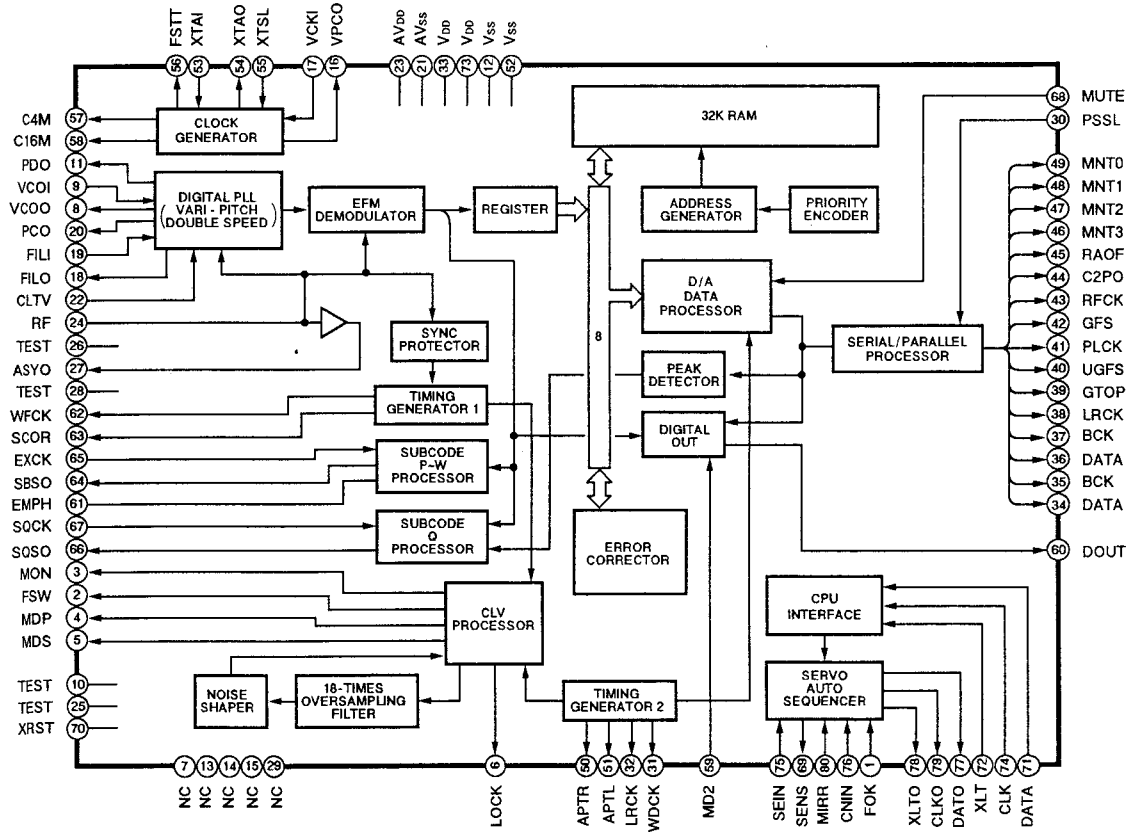 FSTT
XTAI
XTAO
XTSL
VCKI
VPCO
AVDD
AVSS
VDD
VDD
VSS
VSS
56
53
54
55
17
16
23
21
33
73
12
52
C4M 57
C16M 58
PDO 11
VCOI 9
VCOO 8
PCO 20
FILI 19
FILO 18
CLTV 22
RF 24
TEST 26
ASYO 27
TEST 28
WFCK 62
SCOR 63
EXCK 65
SBSO 64
EMPH 61
SQCK 67
SQSO 66
MON 3
FSW 2
MDP 4
MDS 5
TEST 10
TEST 25
XRST 70
CLOCK
GENERATOR
32K RAM
DIGITAL PLL
VARI - PITCH
(DOUBLE SPEED)
EFM
DEMODULATOR
REGISTER
ADDRESS
GENERATOR
PRIORITY
ENCODER
D/A
DATA
PROCESSOR
8
SYNC
PROTECTOR
SERIAL/PARALLEL
PROCESSOR
PEAK
DETECTOR
TIMING
GENERATOR 1
DIGITAL
OUT
SUBCODE
P~W
PROCESSOR
SUBCODE
Q
PROCESSOR
ERROR
CORRECTOR
CLV
PROCESSOR
CPU
INTERFACE
NOISE
SHAPER
18-TIMES
OVERSAMPLING
FILTER
TIMING
GENERATOR 2
SERVO
AUTO
SEQUENCER
68 MUTE
30 PSSL
49 MNT0
48 MNT1
47 MNT2
46 MNT3
45 RAOF
44 C2PO
43 RFCK
42 GFS
41 PLCK
40 UGFS
39 GTOP
38 LRCK
37 BCK
36 DATA
35 BCK
34 DATA
60 DOUT
7
13
14
15
29
6
50
51
32
31
59
75
69
80
76
1
78
79
77
72
74
71
NC
NC
NC
NC
NC
LOCK
APTR
APTL
LRCK
WDCK
MD2
SEIN
SENS
MIRR
CNIN
FOK
XLTO
CLKO
DATO
XLT
CLK
DATA